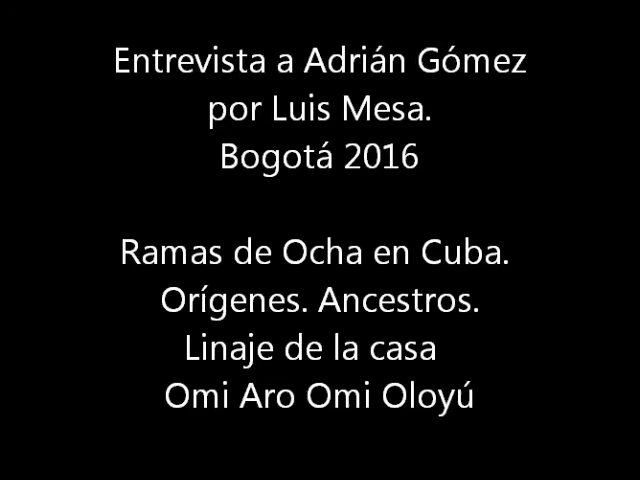 Entrevista a Adrián Gómez
por Luis Mesa.
Bogotá 2016
Ramas de Ocha en Cuba.
Orígenes. Ancestros.
Linaje de la casa
Omi Aro Omi Oloyú